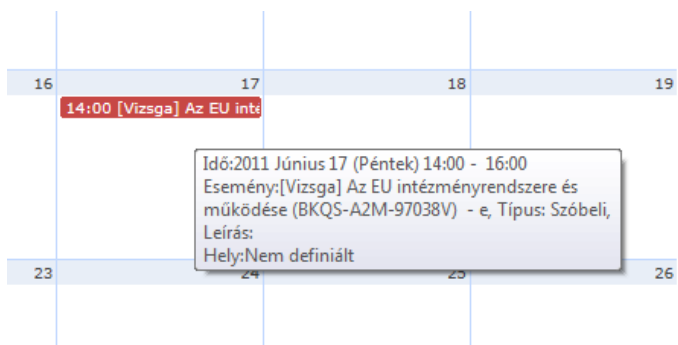 16 17 18 19
14:00 [Vizsga] Az EU
Idő:2011 Június 17 (Péntek) 14:00 - 16:00
Esemény:[Vizsga] Az EU intézményrendszere és
működése (BKQS-A2M-97038V) - e, Típus: Szóbeli,
Leírás:
Hely:Nem definiált
23 24 25 26